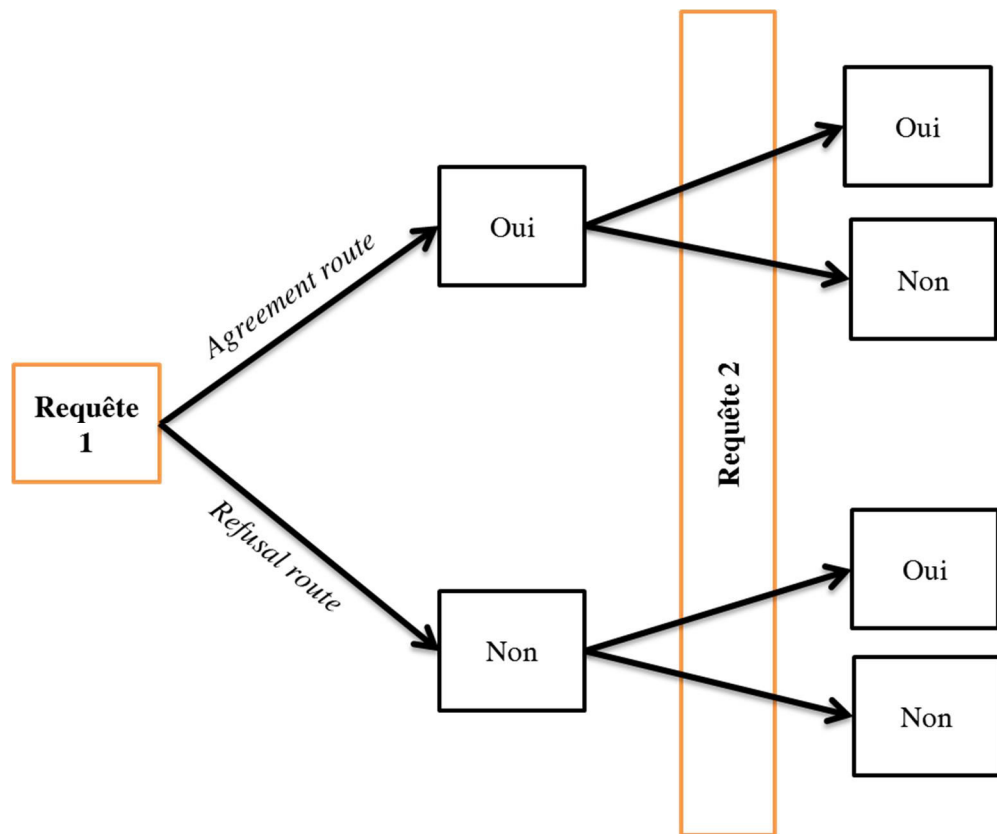 Requête
1
Agreement route
Refusal route
Oui
Non
Requête 2
Oui
Non
Oui
Non